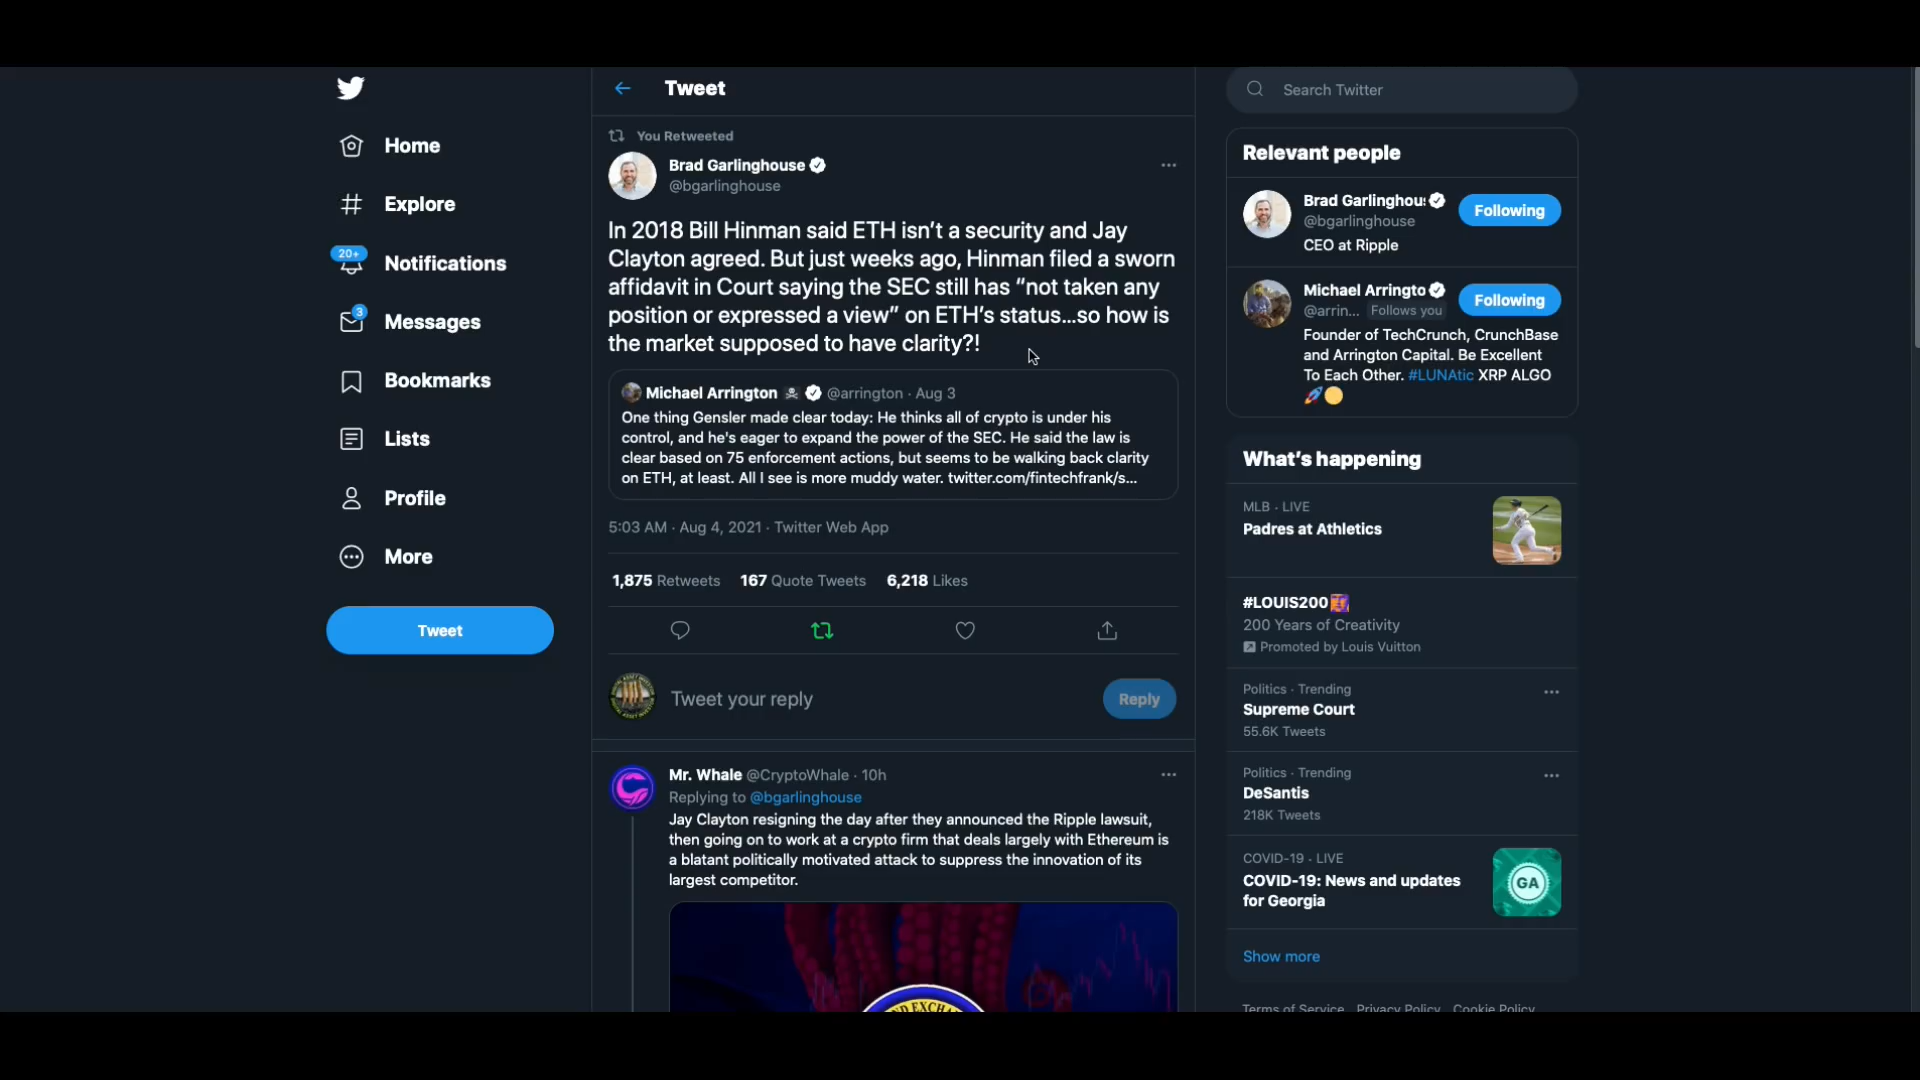 Home
Explore
20+
Notifications
3
Messages
Bookmarks
Lists
Profile
More
Tweet
Tweet
You Retweeted
Brad Garlinghouse
@bgarlinghouse
In 2018 Bill Hinman said ETH isn't a security and Jay
Clayton agreed. But just weeks ago, Hinman filed a sworn
affidavit in Court saying the SEC still has "not taken any
position or expressed a view" on ETH's status...so how is
the market supposed to have clarity?!
Michael Arrington @arrington · Aug 3
One thing Gensler made clear today: He thinks all of crypto is under his
control, and he's eager to expand the power of the SEC. He said the law is
clear based on 75 enforcement actions, but seems to be walking back clarity
on ETH, at least. All I see is more muddy water. twitter.com/fintechfrank/s...
5:03 AM · Aug 4, 2021 · Twitter Web App
1,875 Retweets 167 Quote Tweets 6,218 Likes
Tweet your reply
Reply
Mr. Whale @CryptoWhale · 10h
Replying to @bgarlinghouse
Jay Clayton resigning the day after they announced the Ripple lawsuit,
then going on to work at a crypto firm that deals largely with Ethereum is
a blatant politically motivated attack to suppress the innovation of its
largest competitor.
Search Twitter
Relevant people
Brad Garlinghou
@bgarlinghouse
Following
CEO at Ripple
Michael Arringto
@arrin... Follows you
Following
Founder of TechCrunch, CrunchBase
and Arrington Capital. Be Excellent
To Each Other. #LUNAtic XRP ALGO
What's happening
MLB · LIVE
Padres at Athletics
#LOUIS200
200 Years of Creativity
Promoted by Louis Vuitton
Politics · Trending
Supreme Court
55.6K Tweets
Politics · Trending
DeSantis
218K Tweets
COVID-19 · LIVE
COVID-19: News and updates
for Georgia
GA
Show more
Terms of Service Privacy Policy Cookie Policy